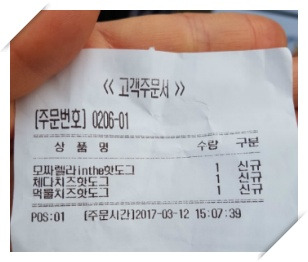 《 고객주문서 》
[주문번호] 0206-01
상 품 명 수량 구분
모짜렐라inthe핫도그 1 신규
체다치즈핫도그 1 신규
먹물치즈핫도그 1 신규
POS:01 [주문시간]2017-03-12 15:07:39